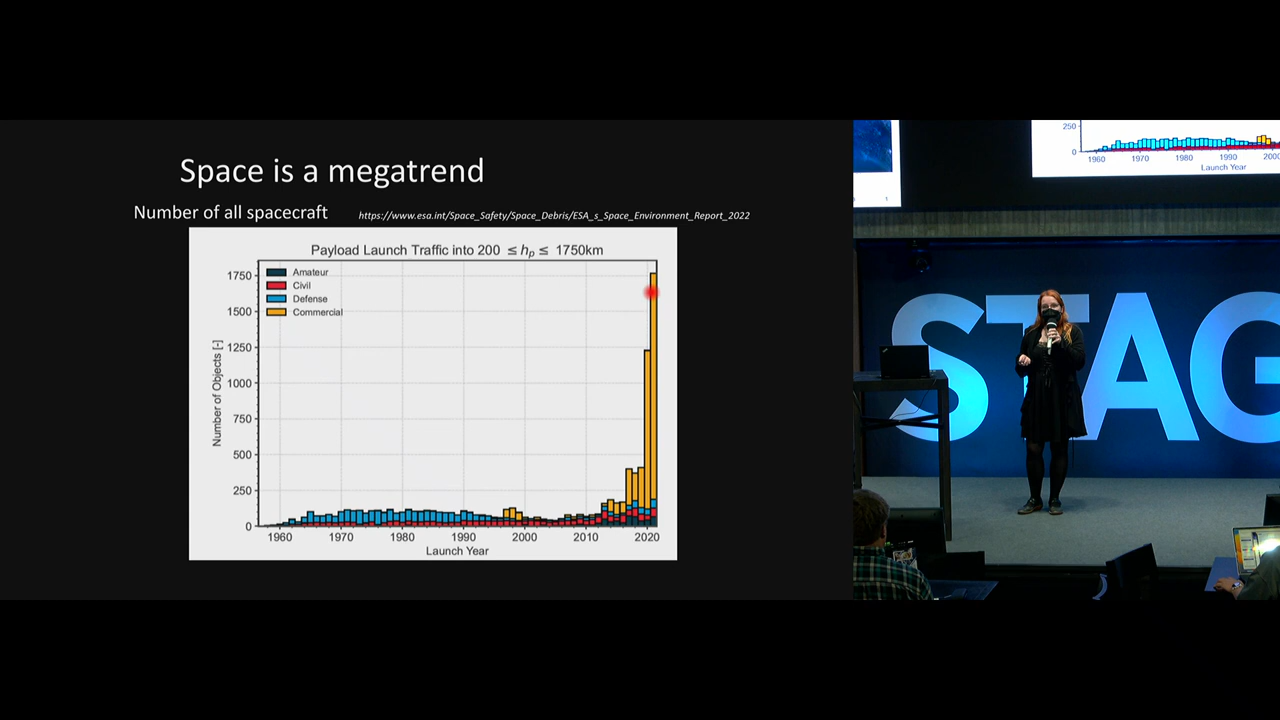 Space is a megatrend
Number of all spacecraft
https://www.esa.int/Space_Safety/Space_Debris/ESA_s_Space_Environment_Report_2022
Payload Launch Traffic into 200 ≤hₚ≤ 1750km
Amateur
Civil
Defense
Commercial
Number of Objects [-]
1750
1500
1250
1000
750
500
250
0
1960 1970 1980 1990 2000 2010 2020
Launch Year
250
0
1960 1970 1980 1990 2000
Launch Year
STAG